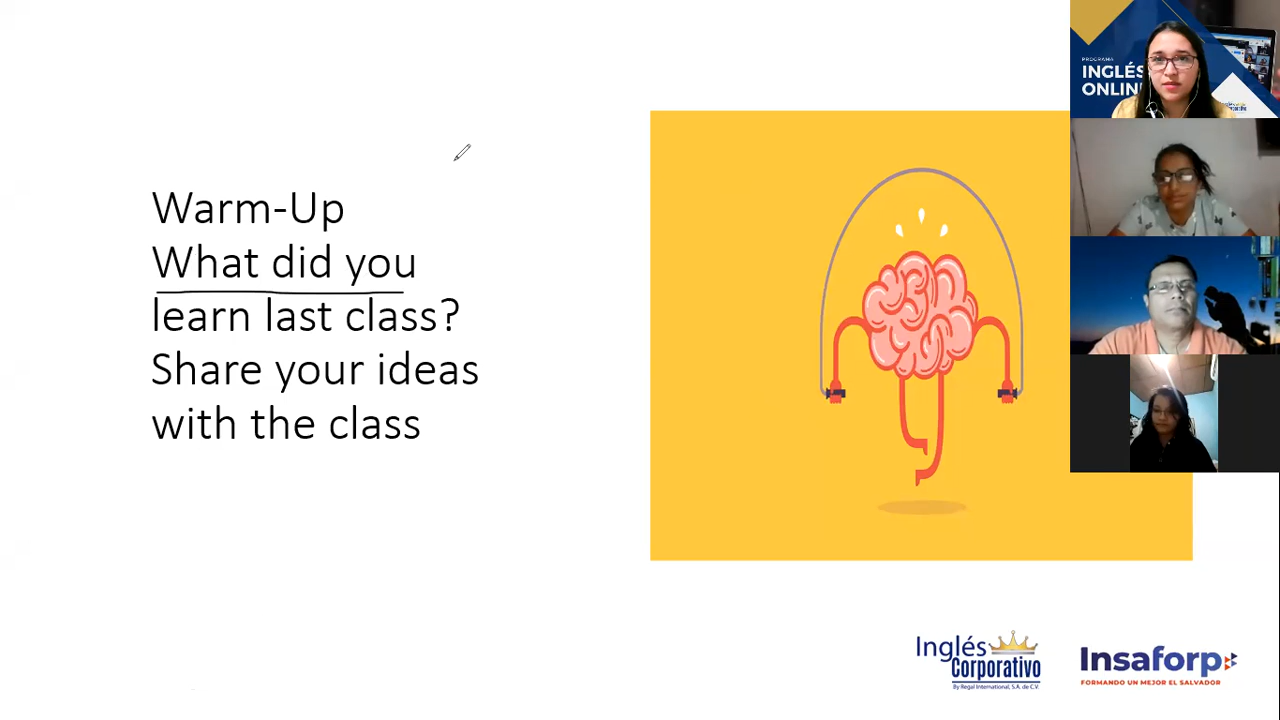 Warm-Up
What did you
learn last class?
Share your ideas
with the class
PROGRAMA
INGLÉS
ONLINE
Inglés
Corporativo
By Regal International, S.A. de C.V.
Insaforp
FORMANDO UN MEJOR EL SALVADOR